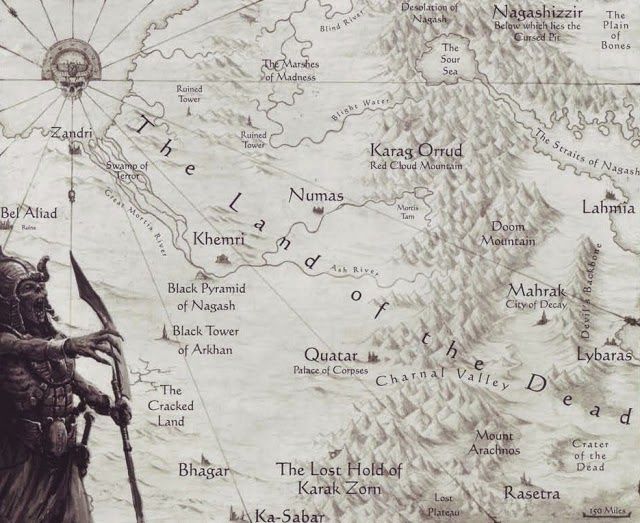 Desolation of
Nagash
Nagashizzir
Below which lies the
Cursed Pit
The
Plain
of
Bones
Blind River
The
Sour
Sea
The Marshes
of Madness
Ruined
Tower
Blight Water
Ruined
Tower
The Straits of Nagash
Zandri
Karag Orrud
Red Cloud Mountain
Swamp of
Terror
Numas
Great Mortis River
Mortis
Tarn
Lahmia
Bel Aliad
Ruins
Khemri
Doom
Mountain
Ash River
Devil's Backbone
Black Pyramid
of Nagash
Mahrak
City of Decay
Black Tower
of Arkhan
Quatar
Palace of Corpses
Lybaras
Charnal Valley
The Land of the Dead
The
Cracked
Land
Mount
Arachnos
Crater
of the
Dead
Bhagar
The Lost Hold of
Karak Zorn
Lost
Plateau
Rasetra
Ka-Sabar
150 Miles